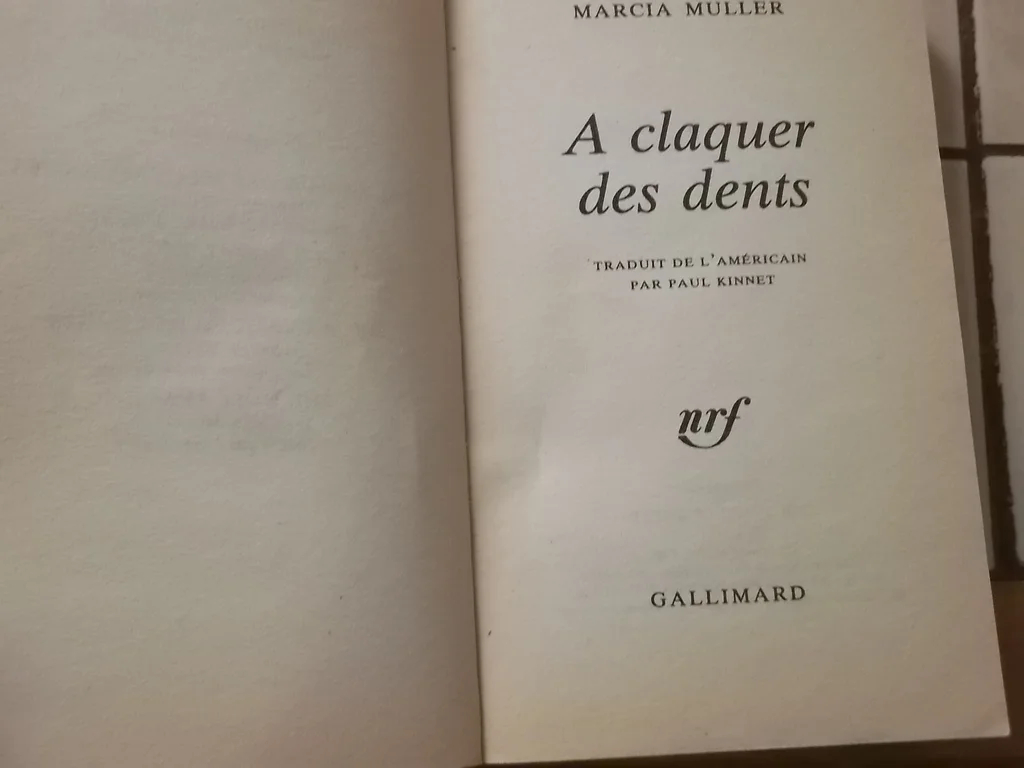 MARCIA MULLER
A claquer
des dents
TRADUIT DE L'AMÉRICAIN
PAR PAUL KINNET
nrf
GALLIMARD